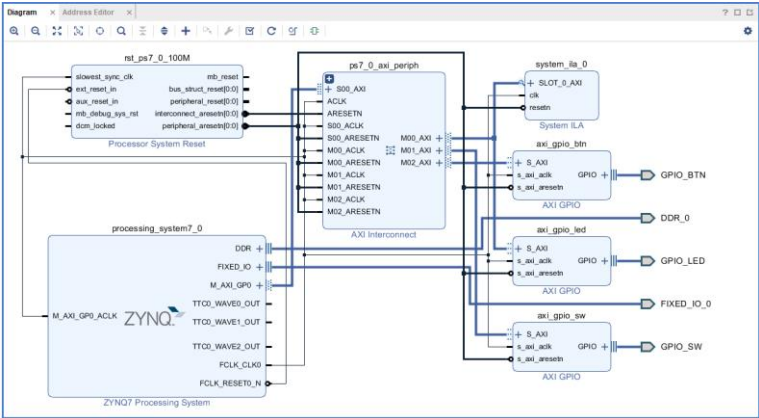 Diagram × Address Editor ×
? □
rst_ps7_0_100M
slowest_sync_clk mb_reset
ext_reset_in bus_struct_reset[0:0]
aux_reset_in peripheral_reset[0:0]
mb_debug_sys_rst interconnect_aresetn[0:0]
dcm_locked peripheral_aresetn[0:0]
Processor System Reset
ps7_0_axi_periph
S00_AXI
ACLK
ARESETN
S00_ACLK
S00_ARESETN M00_AXI
M00_ACLK M01_AXI
M00_ARESETN M02_AXI
M01_ACLK
M01_ARESETN
M02_ACLK
M02_ARESETN
AXI Interconnect
system_ila_0
SLOT_0_AXI
clk
resetn
System ILA
axi_gpio_btn
S_AXI
s_axi_aclk GPIO
s_axi_aresetn
AXI GPIO
GPIO_BTN
DDR_0
axi_gpio_led
S_AXI
s_axi_aclk GPIO
s_axi_aresetn
AXI GPIO
GPIO_LED
FIXED_IO_0
axi_gpio_sw
S_AXI
s_axi_aclk GPIO
s_axi_aresetn
AXI GPIO
GPIO_SW
processing_system7_0
DDR
FIXED_IO
M_AXI_GP0
TTC0_WAVE0_OUT
M_AXI_GP0_ACLK ZYNQ. TTC0_WAVE1_OUT
TTC0_WAVE2_OUT
FCLK_CLK0
FCLK_RESET0_N
ZYNQ7 Processing System